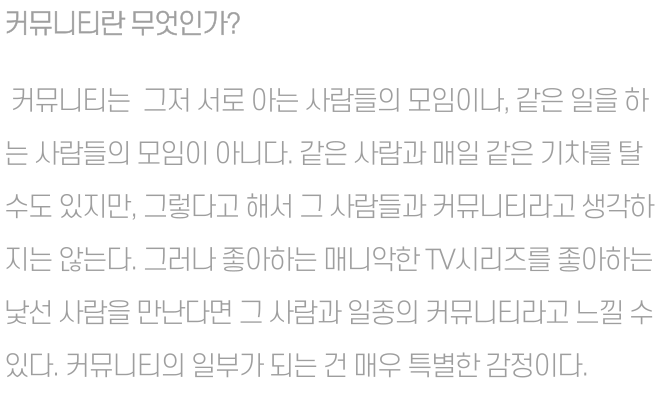 커뮤니티란 무엇인가?
커뮤니티는 그저 서로 아는 사람들의 모임이나, 같은 일을 하
는 사람들의 모임이 아니다. 같은 사람과 매일 같은 기차를 탈
수도 있지만, 그렇다고 해서 그 사람들과 커뮤니티라고 생각하
지는 않는다. 그러나 좋아하는 매니악한 TV시리즈를 좋아하는
낯선 사람을 만난다면 그 사람과 일종의 커뮤니티라고 느낄 수
있다. 커뮤니티의 일부가 되는 건 매우 특별한 감정이다.